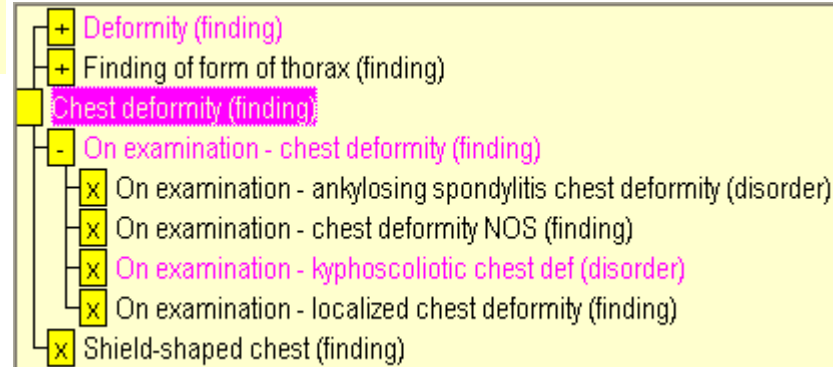 + Deformity (finding)
+ Finding of form of thorax (finding)
Chest deformity (finding)
- On examination - chest deformity (finding)
x On examination - ankylosing spondylitis chest deformity (disorder)
x On examination - chest deformity NOS (finding)
x On examination - kyphoscoliotic chest def (disorder)
x On examination - localized chest deformity (finding)
x Shield-shaped chest (finding)